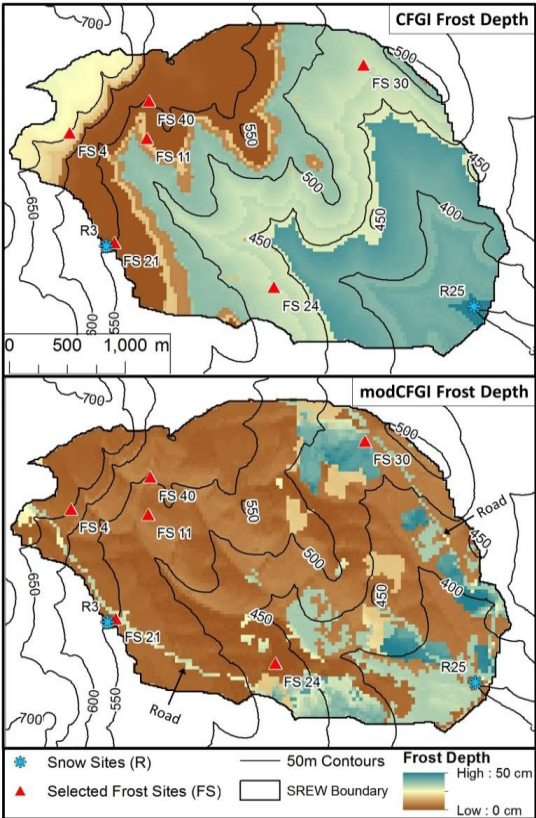 CFGI Frost Depth
700
500
FS 30
FS 40
FS 4
FS 11
550
500
450
650
450
400
R3
FS 21
R25
FS 24
600
550
0 500 1,000 m
modCFGI Frost Depth
700
500
FS 30
FS 40
Road
FS 4
FS 11
550
500
450
650
450
400
R3
FS 21
R25
FS 24
600
550
Road
700
Snow Sites (R)
50m Contours
Frost Depth
High : 50 cm
Selected Frost Sites (FS)
SREW Boundary
Low : 0 cm